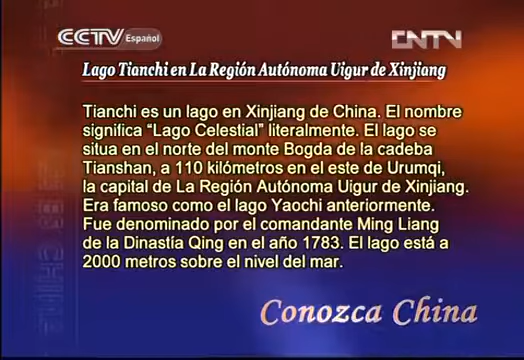 CCTV Español
CNTV
Lago Tianchi en La Región Autónoma Uigur de Xinjiang
Tianchi es un lago en Xinjiang de China. El nombre
significa “Lago Celestial” literalmente. El lago se
situa en el norte del monte Bogda de la cadeba
Tianshan, a 110 kilómetros en el este de Urumqi,
la capital de La Región Autónoma Uigur de Xinjiang.
Era famoso como el lago Yaochi anteriormente.
Fue denominado por el comandante Ming Liang
de la Dinastía Qing en el año 1783. El lago está a
2000 metros sobre el nivel del mar.
Conozca China